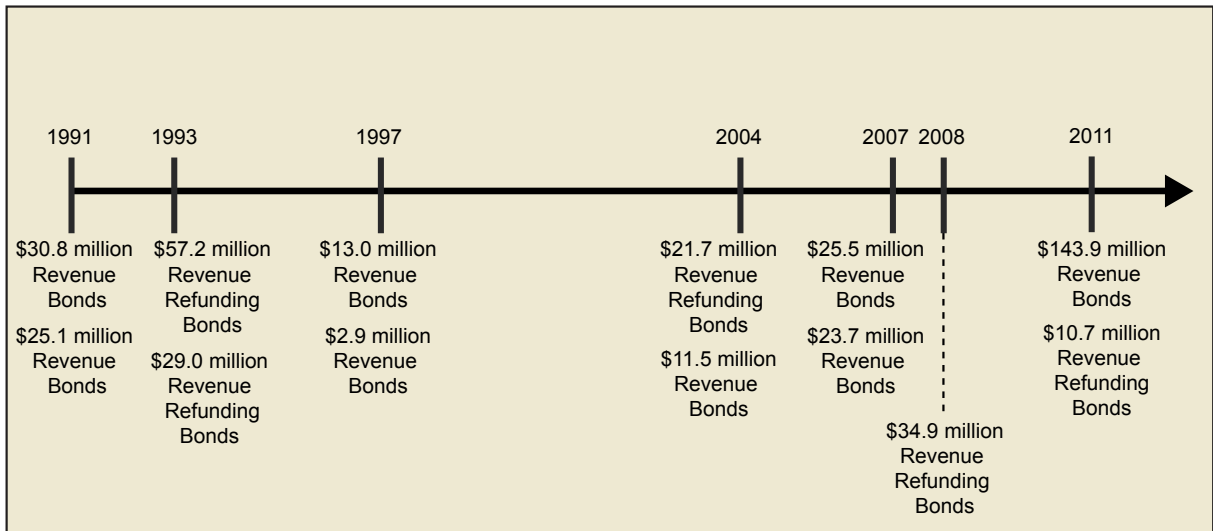 1991
1993
1997
2004
2007
2008
2011
$30.8 million
Revenue
Bonds
$25.1 million
Revenue
Bonds
$57.2 million
Revenue
Refunding
Bonds
$29.0 million
Revenue
Refunding
Bonds
$13.0 million
Revenue
Bonds
$2.9 million
Revenue
Bonds
$21.7 million
Revenue
Refunding
Bonds
$11.5 million
Revenue
Bonds
$25.5 million
Revenue
Bonds
$23.7 million
Revenue
Bonds
$34.9 million
Revenue
Refunding
Bonds
$143.9 million
Revenue
Bonds
$10.7 million
Revenue
Refunding
Bonds